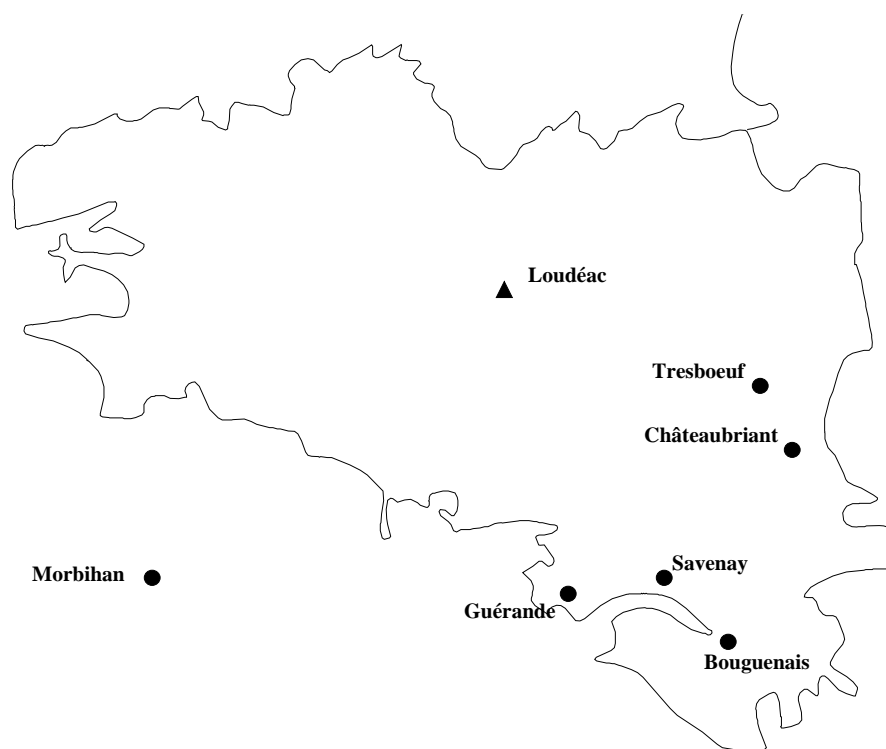 Loudéac
Tresboeuf
Châteaubriant
Savenay
Morbihan
Guérande
Bouguenais